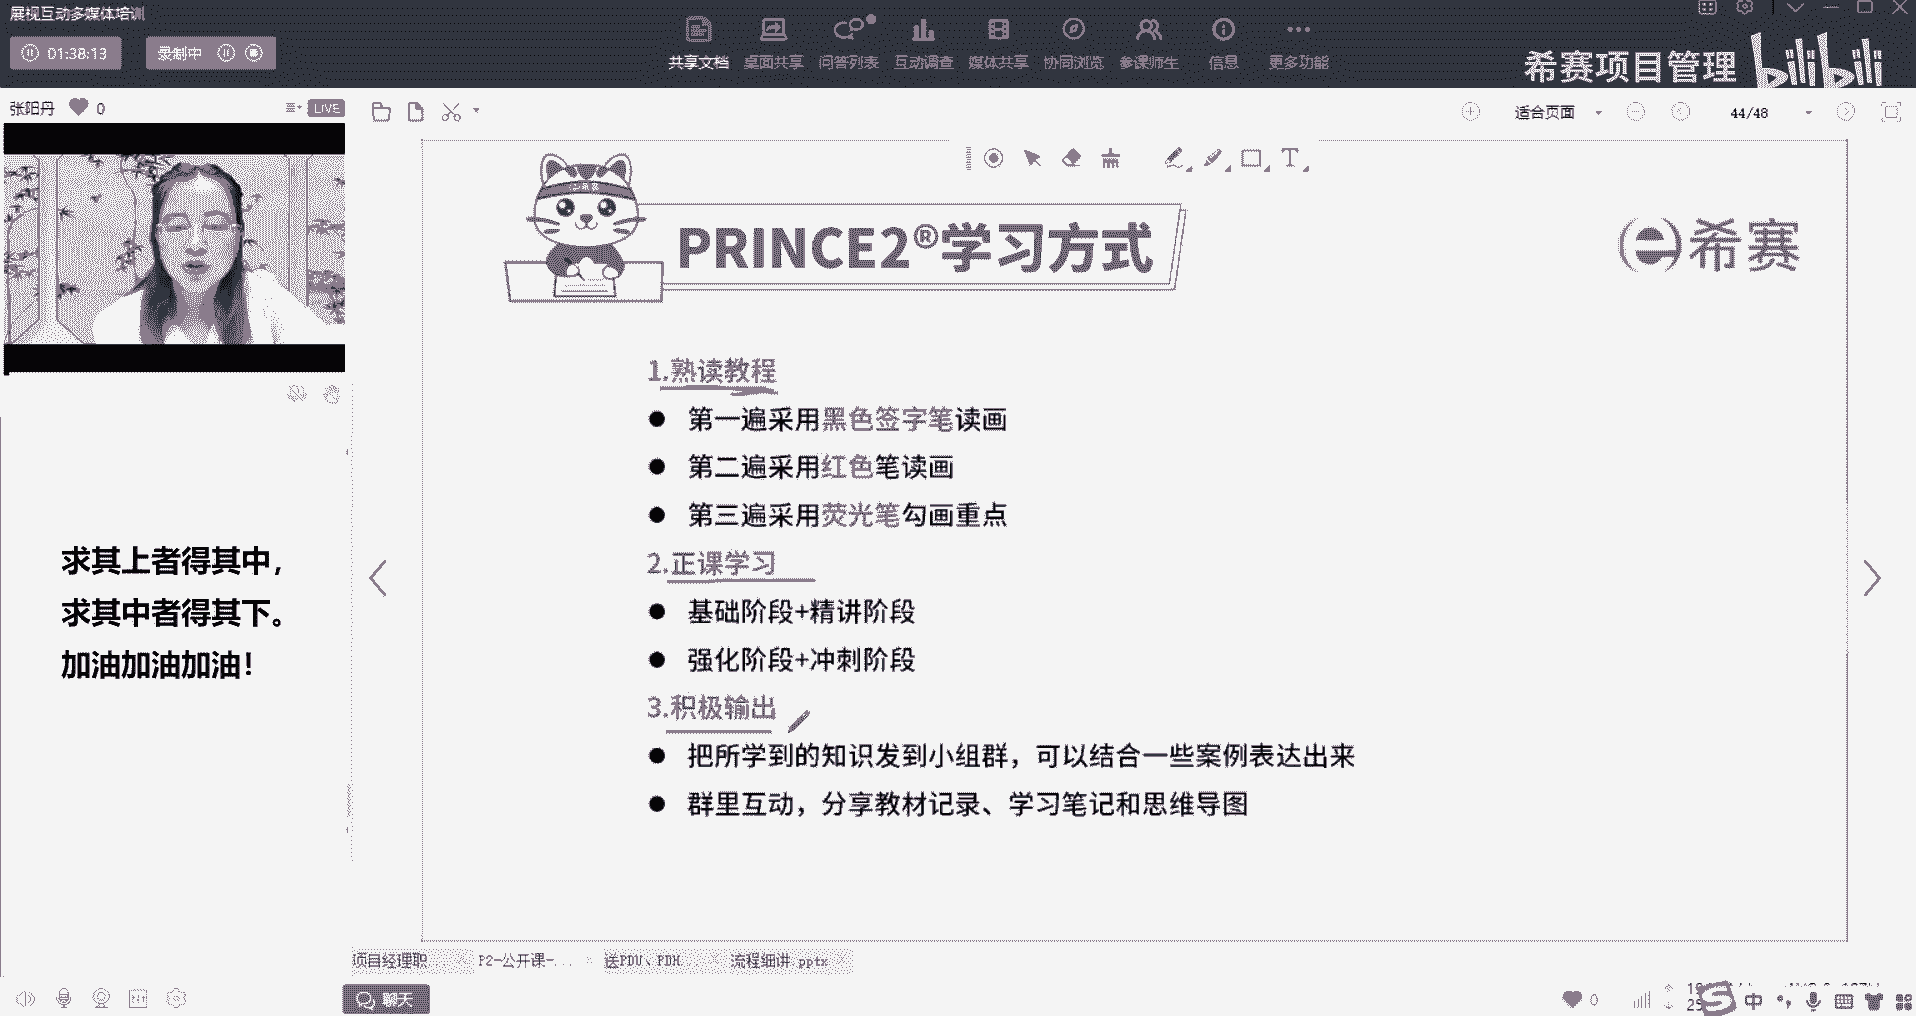 展视互动多媒体培训
01:38:13
录制中
共享文档
桌面共享
问答列表
互动调查
媒体共享
协同浏览
参课师生
信息
更多功能
希赛项目管理 bilibili
张阳丹 0
LIVE
适合页面
44/48
PRINCE2®学习方式
希赛
1.熟读教程
● 第一遍采用黑色签字笔读画
● 第二遍采用红色笔读画
● 第三遍采用荧光笔勾画重点
2.正课学习
● 基础阶段+精讲阶段
● 强化阶段+冲刺阶段
3.积极输出
● 把所学到的知识发到小组群，可以结合一些案例表达出来
● 群里互动，分享教材记录、学习笔记和思维导图
求其上者得其中，
求其中者得其下。
加油加油加油！
项目经理职
P2-公开课-...
送PDU、PDH...
流程细讲.pptx
聊天
0
中